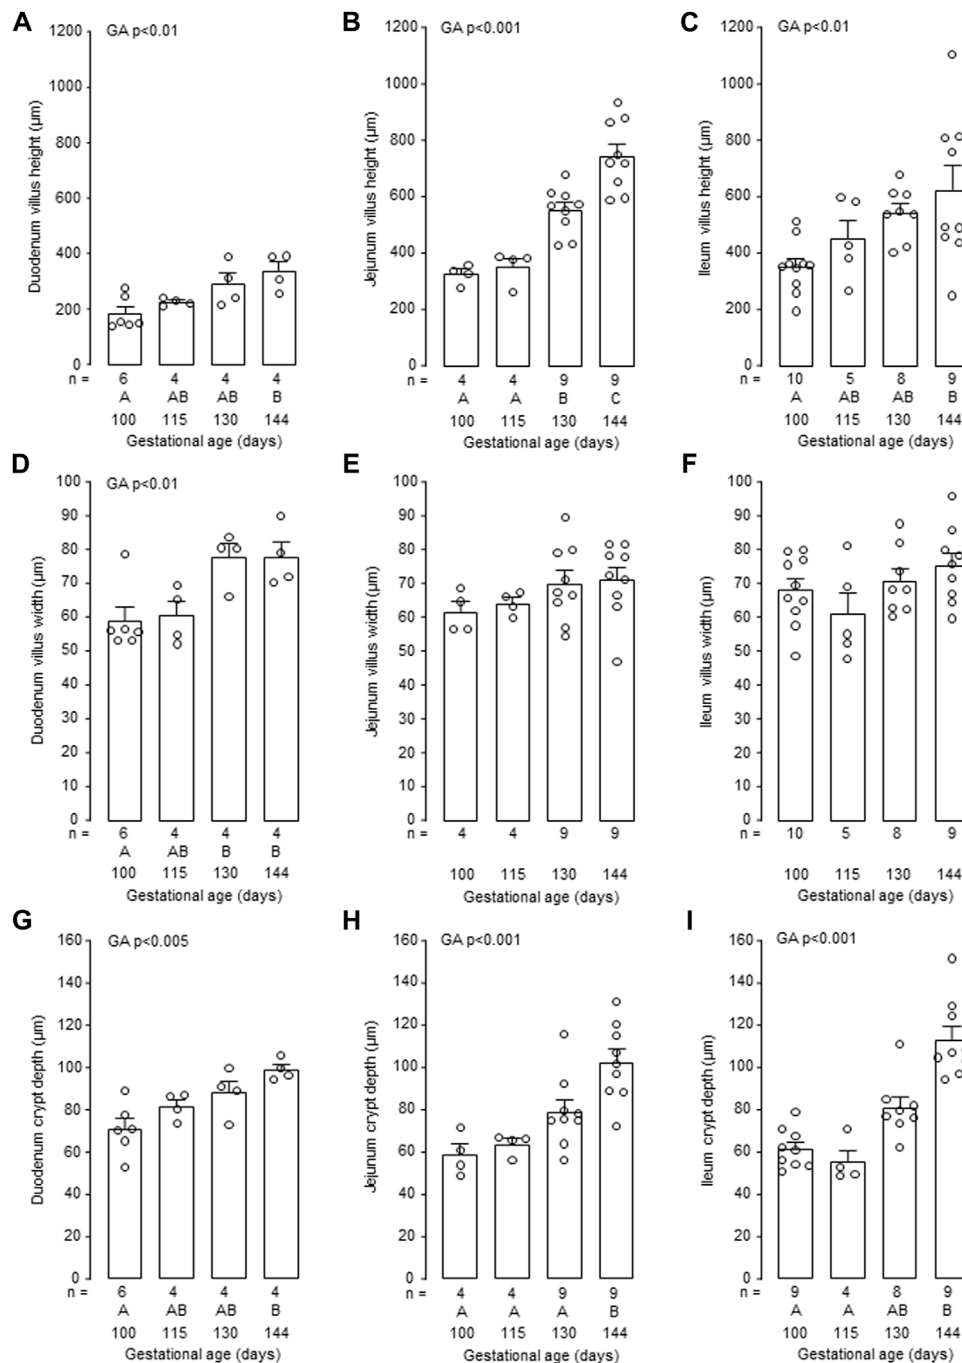 A
GA p<0.01
Duodenum villus height (µm)
1200
1000
800
600
400
200
0
n = 6 4 4 4
A AB AB B
100 115 130 144
Gestational age (days)
B
GA p<0.001
Jejunum villus height (µm)
1200
1000
800
600
400
200
0
n = 4 4 9 9
A A B C
100 115 130 144
Gestational age (days)
C
GA p<0.01
Ileum villus height (µm)
1200
1000
800
600
400
200
0
n = 10 5 8 9
A AB AB B
100 115 130 144
Gestational age (days)
D
GA p<0.01
Duodenum villus width (µm)
100
90
80
70
60
50
40
30
20
10
0
n = 6 4 4 4
A AB B B
100 115 130 144
Gestational age (days)
E
Jejunum villus width (µm)
100
90
80
70
60
50
40
30
20
10
0
n = 4 4 9 9
100 115 130 144
Gestational age (days)
F
Ileum villus width (µm)
100
90
80
70
60
50
40
30
20
10
0
n = 10 5 8 9
100 115 130 144
Gestational age (days)
G
GA p<0.005
Duodenum crypt depth (µm)
160
140
120
100
80
60
40
20
0
n = 6 4 4 4
A AB AB B
100 115 130 144
Gestational age (days)
H
GA p<0.001
Jejunum crypt depth (µm)
160
140
120
100
80
60
40
20
0
n = 4 4 9 9
A A A B
100 115 130 144
Gestational age (days)
I
GA p<0.001
Ileum crypt depth (µm)
160
140
120
100
80
60
40
20
0
n = 9 4 8 9
A A AB B
100 115 130 144
Gestational age (days)